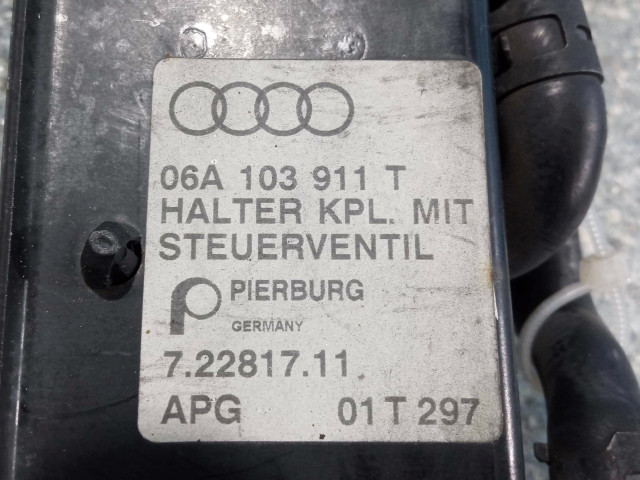 06A 103 911 T
HALTER KPL. MIT
STEUERVENTIL
PIERBURG
GERMANY
7.22817.11
APG 01 T 297